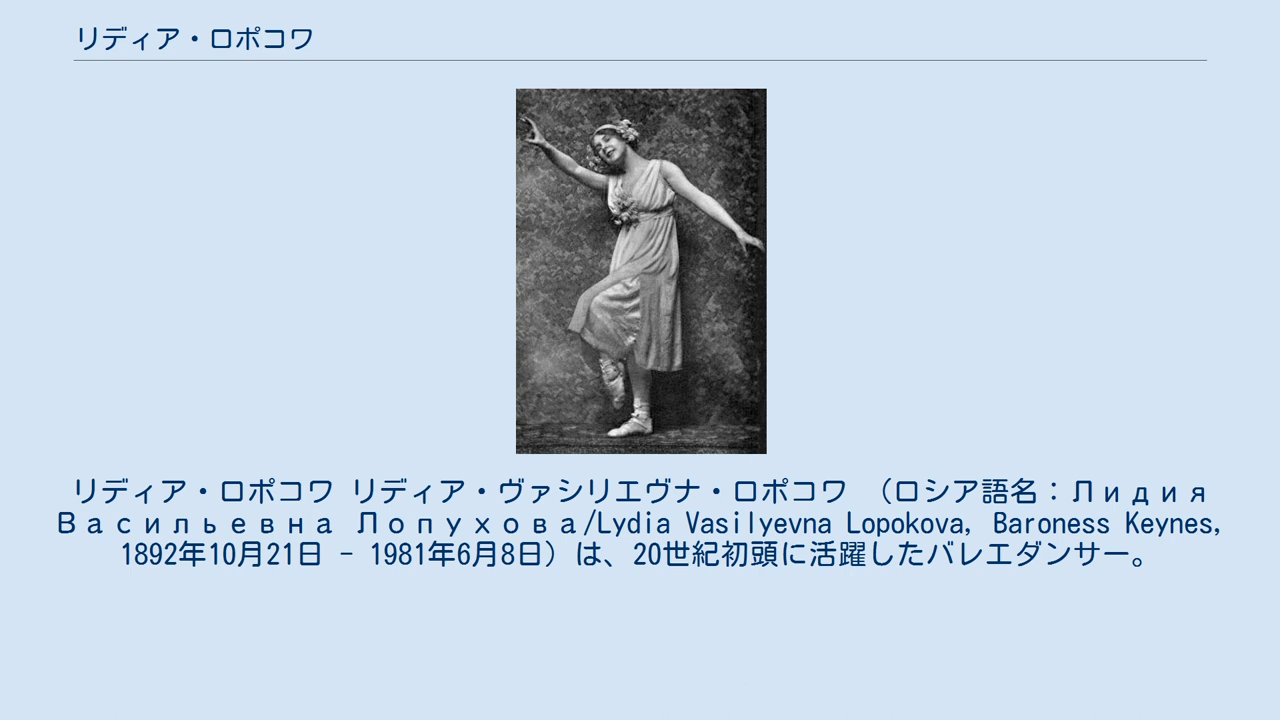 リディア・ロポコワ
リディア・ロポコワ リディア・ヴァシリエヴナ・ロポコワ （ロシア語名：Лидия
Васильевна Лопухова/Lydia Vasilyevna Lopokova, Baroness Keynes,
1892年10月21日 - 1981年6月8日）は、20世紀初頭に活躍したバレエダンサー。